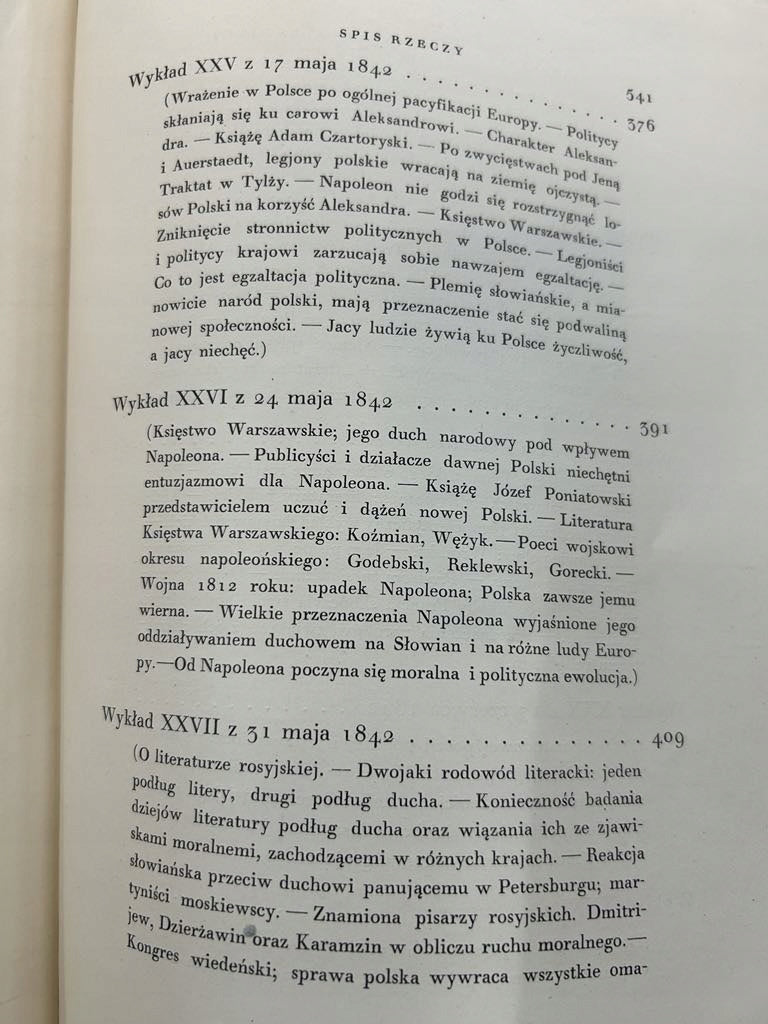 SPIS RZECZY
541
Wykład XXV z 17 maja 1842 . . . . . . . . . . . . . 376
(Wrażenie w Polsce po ogólnej pacyfikacji Europy. — Politycy
skłaniają się ku carowi Aleksandrowi. — Charakter Aleksan-
dra. — Książę Adam Czartoryski. — Po zwycięstwach pod Jeną
i Auerstaedt, legjony polskie wracają na ziemię ojczystą. —
Traktat w Tylży. — Napoleon nie godzi się rozstrzygnąć lo-
sów Polski na korzyść Aleksandra. — Księstwo Warszawskie. —
Zniknięcie stronnictw politycznych w Polsce. — Legjoniści
i politycy krajowi zarzucają sobie nawzajem egzaltację. —
Co to jest egzaltacja polityczna. — Plemię słowiańskie, a mia-
nowicie naród polski, mają przeznaczenie stać się podwaliną
nowej społeczności. — Jacy ludzie żywią ku Polsce życzliwość,
a jacy niechęć.)
Wykład XXVI z 24 maja 1842 . . . . . . . . . . . . . 391
(Księstwo Warszawskie; jego duch narodowy pod wpływem
Napoleona. — Publicyści i działacze dawnej Polski niechętni
entuzjazmowi dla Napoleona. — Książę Józef Poniatowski
przedstawicielem uczuć i dążeń nowej Polski. — Literatura
Księstwa Warszawskiego: Koźmian, Wężyk. — Poeci wojskowi
okresu napoleońskiego: Godebski, Reklewski, Gorecki. —
Wojna 1812 roku: upadek Napoleona; Polska zawsze jemu
wierna. — Wielkie przeznaczenia Napoleona wyjaśnione jego
oddziaływaniem duchowem na Słowian i na różne ludy Euro-
py.—Od Napoleona poczyna się moralna i polityczna ewolucja.)
Wykład XXVII z 31 maja 1842 . . . . . . . . . . . . . 409
(O literaturze rosyjskiej. — Dwojaki rodowód literacki: jeden
podług litery, drugi podług ducha. — Konieczność badania
dziejów literatury podług ducha oraz wiązania ich ze zjawi-
skami moralnemi, zachodzącemi w różnych krajach. — Reakcja
słowiańska przeciw duchowi panującemu w Petersburgu; mar-
tyniści moskiewscy. — Znamiona pisarzy rosyjskich. Dmitri-
jew, Dzierżawin oraz Karamzin w obliczu ruchu moralnego.—
Kongres wiedeński; sprawa polska wywraca wszystkie oma-